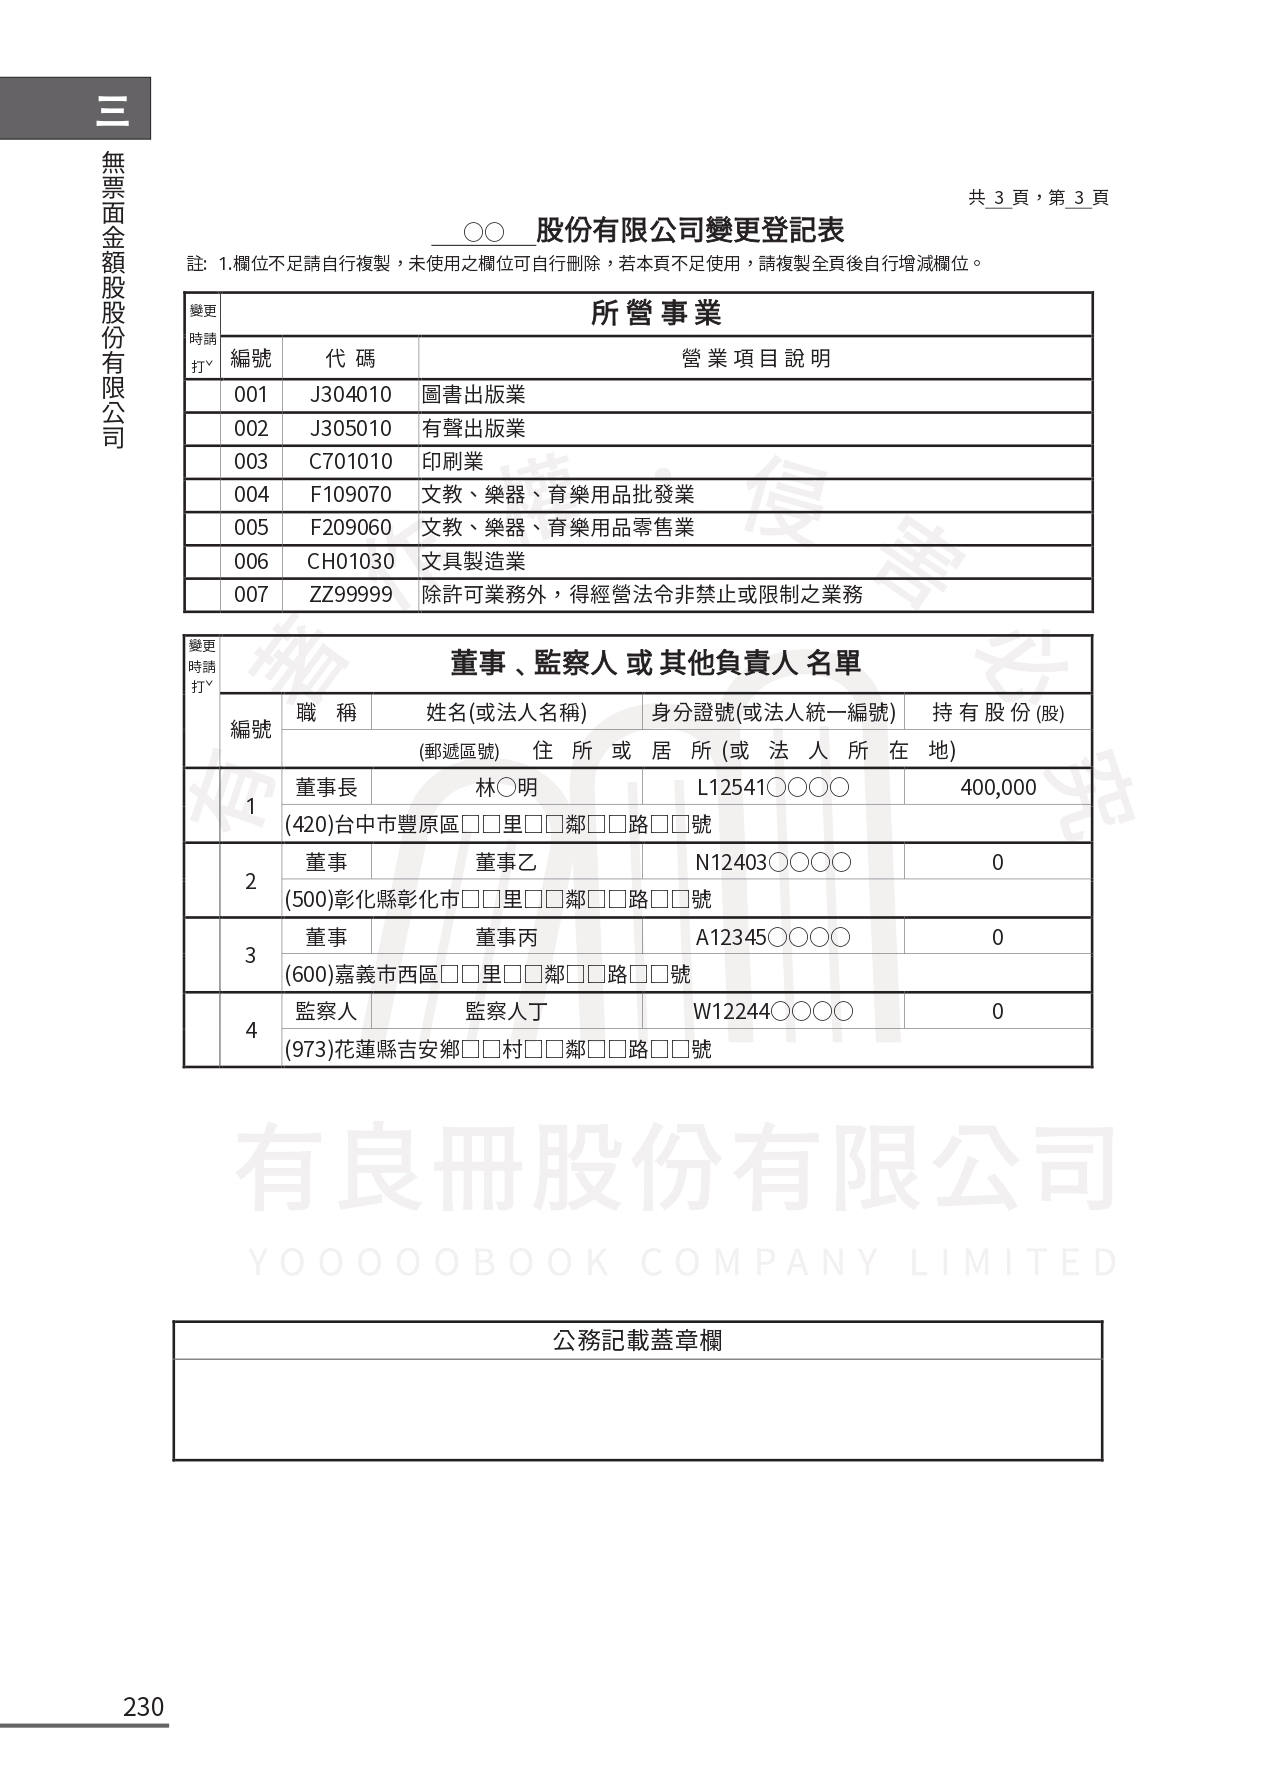 三
無票面金額股股份有限公司
共 3 頁，第 3 頁
○○ 股份有限公司變更登記表
註: 1.欄位不足請自行複製，未使用之欄位可自行刪除，若本頁不足使用，請複製全頁後自行增減欄位。
變更時請打ˇ 所營事業
編號 代碼 營業項目說明
001 J304010 圖書出版業
002 J305010 有聲出版業
003 C701010 印刷業
004 F109070 文教、樂器、育樂用品批發業
005 F209060 文教、樂器、育樂用品零售業
006 CH01030 文具製造業
007 ZZ99999 除許可業務外，得經營法令非禁止或限制之業務
變更時請打ˇ 董事、監察人 或 其他負責人 名單
編號 職稱 姓名(或法人名稱) 身分證號(或法人統一編號) 持有股份(股)
(郵遞區號) 住所或居所(或法人所在地)
1 董事長 林○明 L12541○○○○ 400,000
(420)台中市豐原區□□里□□鄰□□路□□號
2 董事 董事乙 N12403○○○○ 0
(500)彰化縣彰化市□□里□□鄰□□路□□號
3 董事 董事丙 A12345○○○○ 0
(600)嘉義市西區□□里□□鄰□□路□□號
4 監察人 監察人丁 W12244○○○○ 0
(973)花蓮縣吉安鄉□□村□□鄰□□路□□號
有著作權·侵害必究
有良冊股份有限公司
YOOOOOBOOK COMPANY LIMITED
公務記載蓋章欄
230